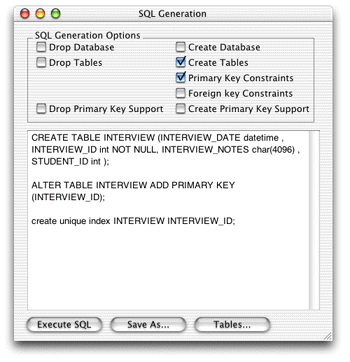 SQL Generation
SQL Generation Options
Drop Database
Create Database
Drop Tables
Create Tables
Primary Key Constraints
Foreign key Constraints
Drop Primary Key Support
Create Primary Key Support
CREATE TABLE INTERVIEW (INTERVIEW_DATE datetime ,
INTERVIEW_ID int NOT NULL, INTERVIEW_NOTES char(4096) ,
STUDENT_ID int );
ALTER TABLE INTERVIEW ADD PRIMARY KEY
(INTERVIEW_ID);
create unique index INTERVIEW INTERVIEW_ID;
Execute SQL
Save As...
Tables...